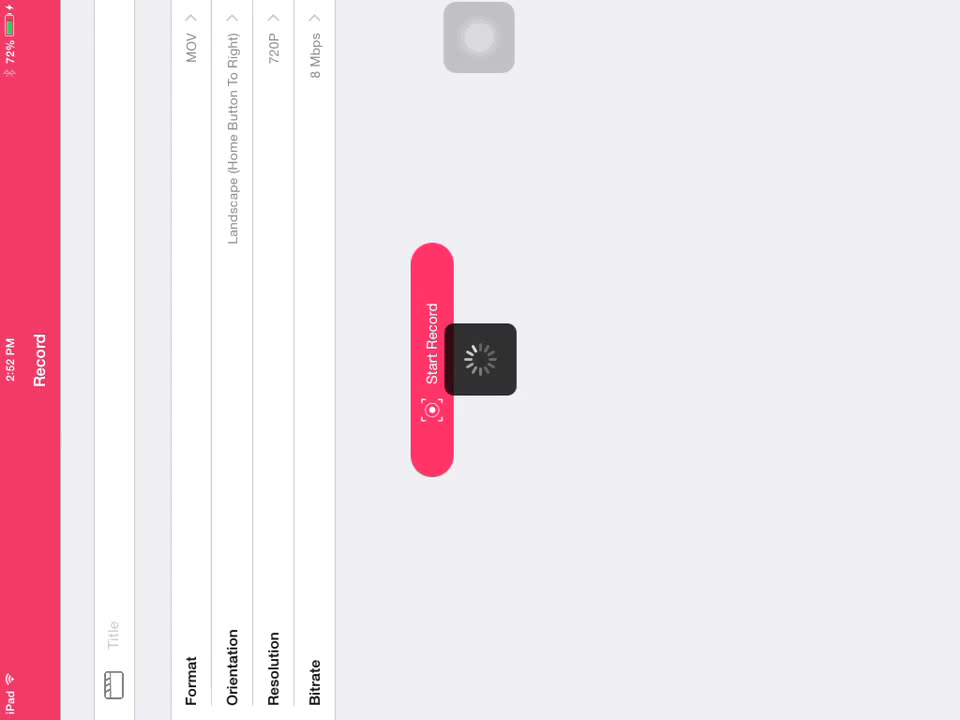 iPad 2:52 PM 72%
Record
Title
Format MOV
Orientation Landscape (Home Button To Right)
Resolution 720P
Bitrate 8 Mbps
Start Record